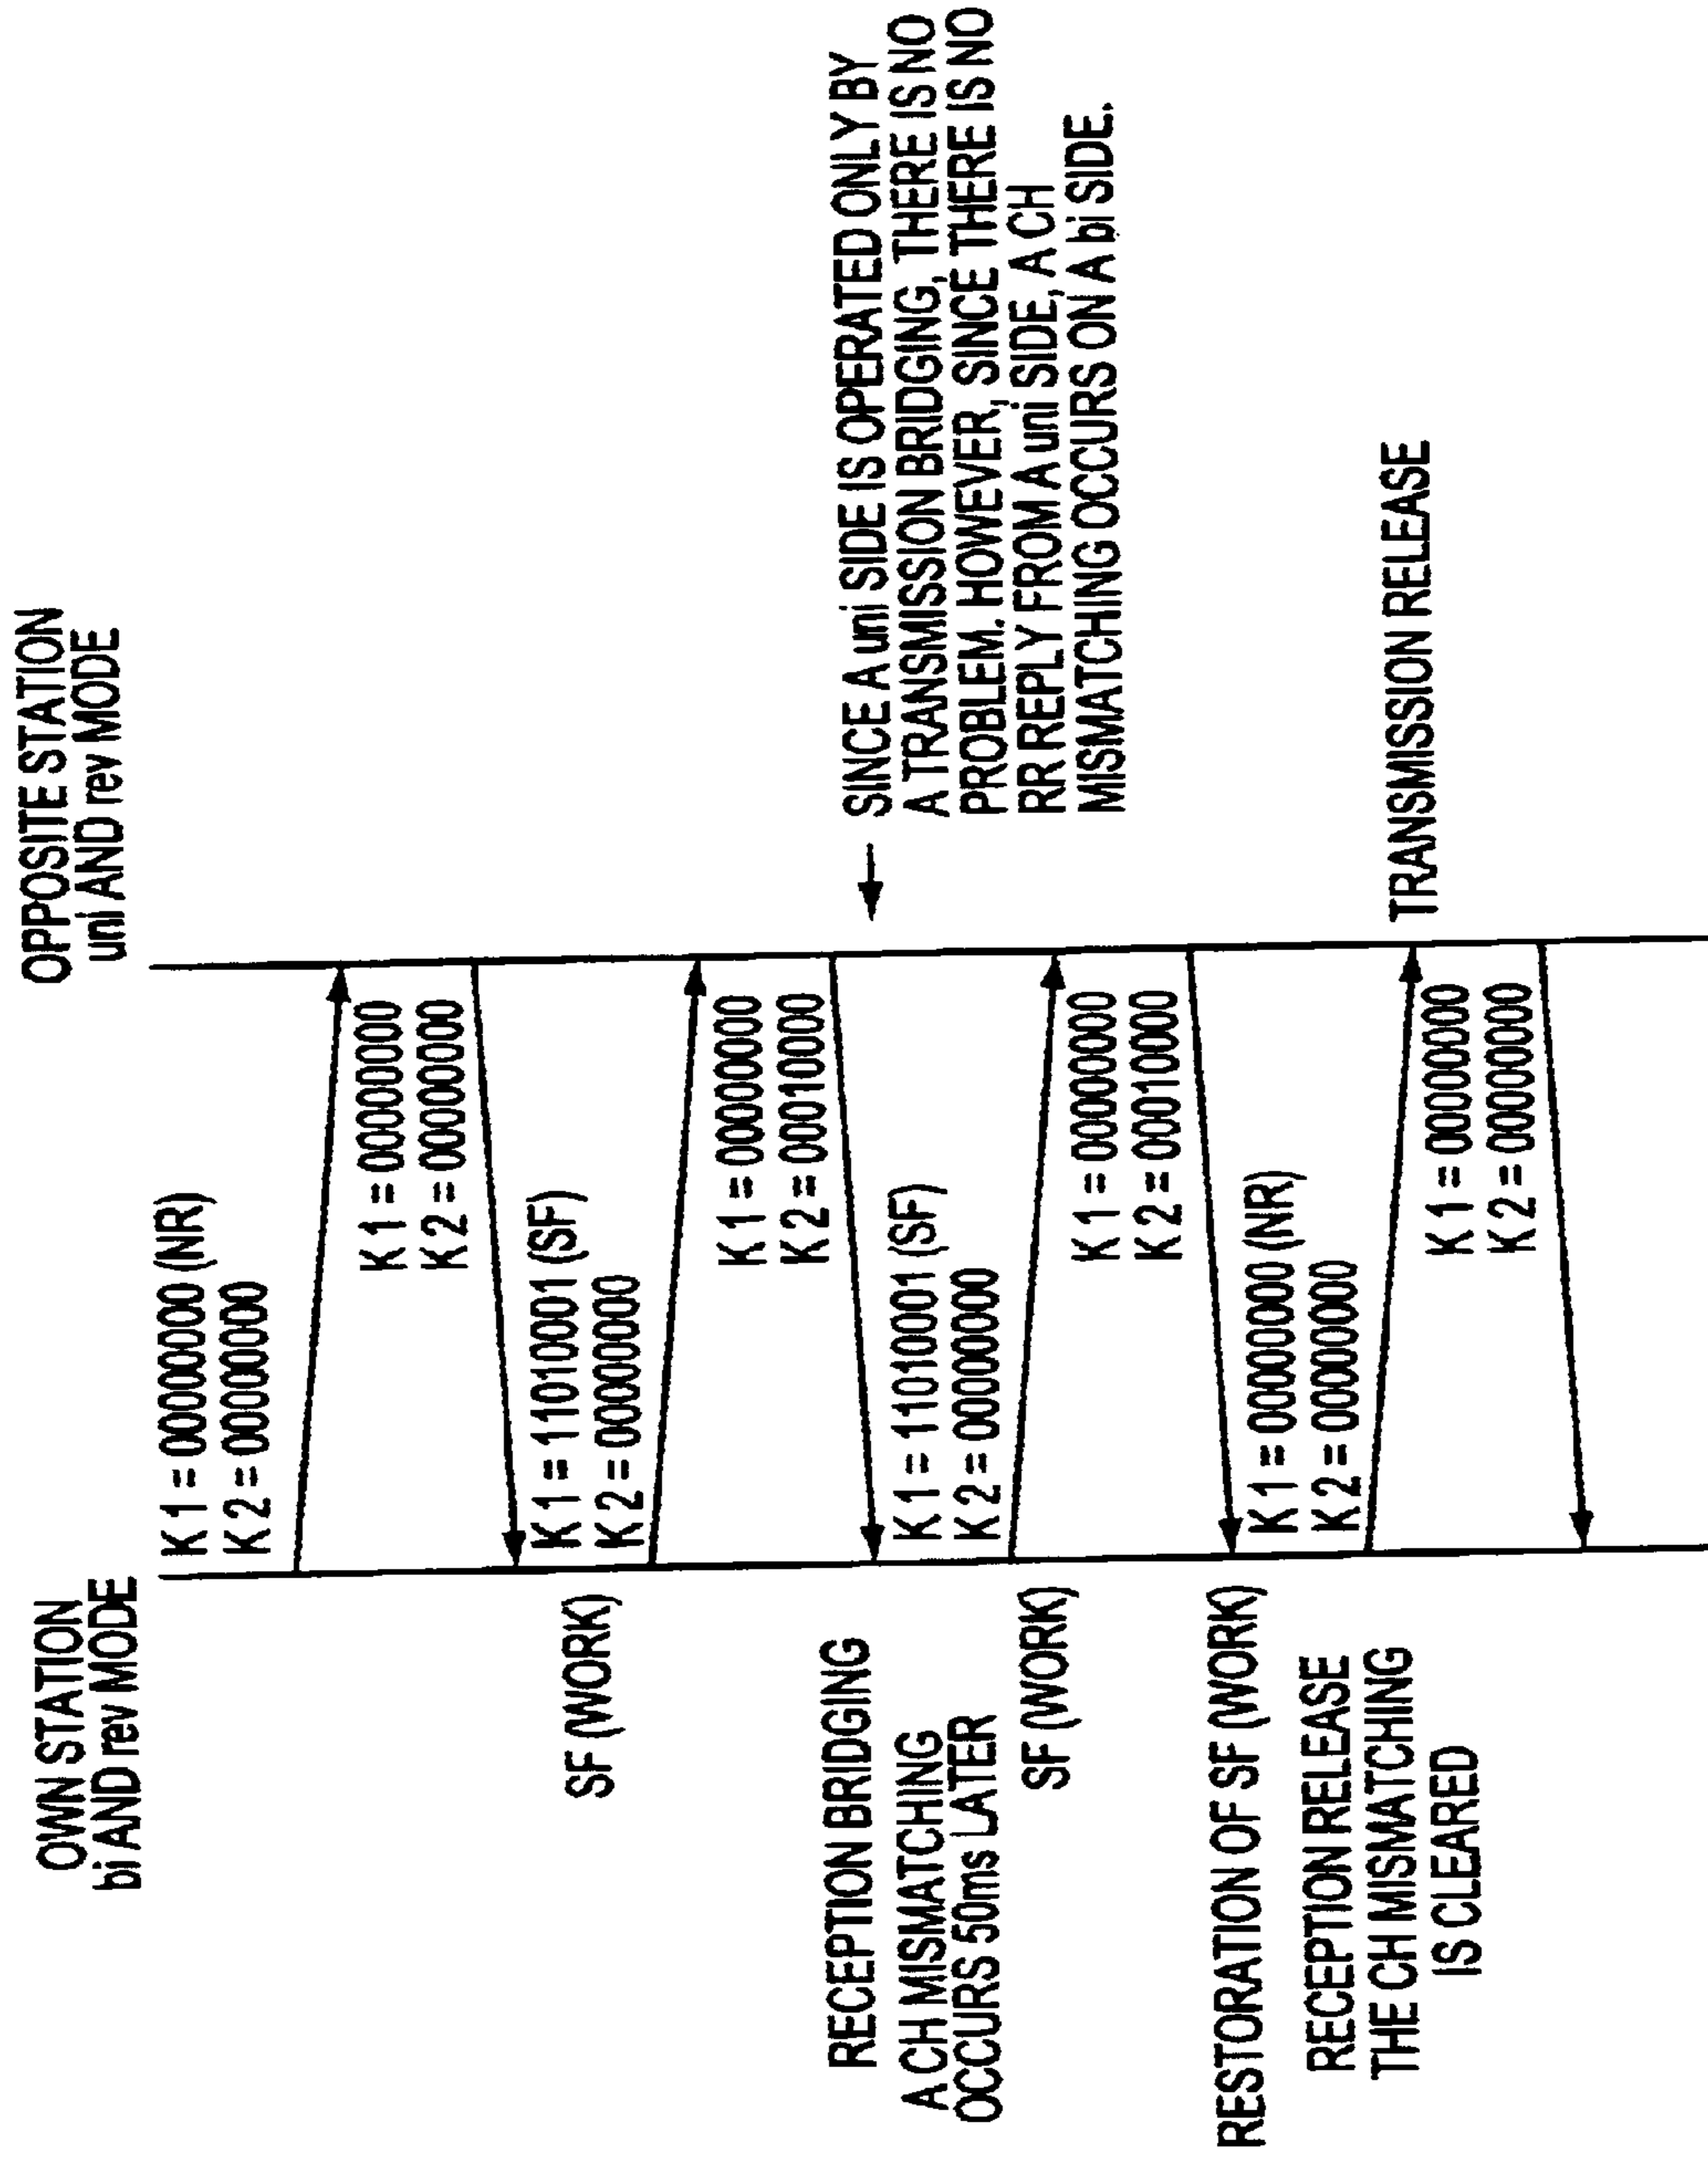 OWN STATION
bi AND rev MODE
OPPOSITE STATION
uni AND rev MODE
K 1 = 00000000 (NR)
K 2 = 00000000
K 1 = 00000000
K 2 = 00000000
SF (WORK)
K 1 = 11010001 (SF)
K 2 = 00000000
K 1 = 00000000
K 2 = 00010000
RECEPTION BRIDGING
A CH MISMATCHING
OCCURS 50ms LATER
SINCE A uni SIDE IS OPERATED ONLY BY
A TRANSMISSION BRIDGING, THERE IS NO
PROBLEM. HOWEVER, SINCE THERE IS NO
RR REPLY FROM A uni SIDE, A CH
MISMATCHING OCCURS ON A bi SIDE.
K 1 = 11010001 (SF)
K 2 = 00000000
SF (WORK)
K 1 = 00000000
K 2 = 00010000
RESTORATION OF SF (WORK)
K 1 = 00000000 (NR)
K 2 = 00000000
RECEPTION RELEASE
THE CH MISMATCHING
IS CLEARED
TRANSMISSION RELEASE
K 1 = 00000000
K 2 = 00000000